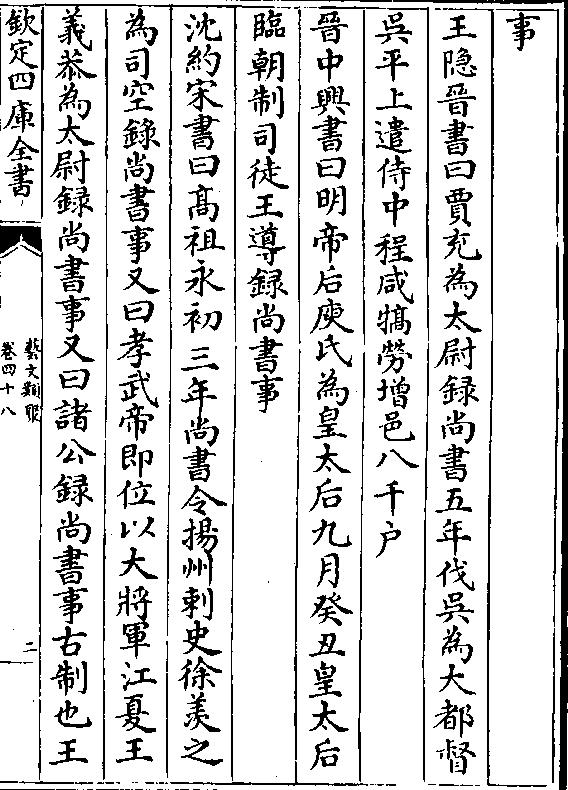 事
王隐晉書曰賈充為太尉録尚書五年伐吳為大都督
吳平上遣侍中程咸犒勞增邑八千户
晉中興書曰明帝后庾氏為皇太后九月癸丑皇太后
臨朝制司徒王導録尚書事
沈約宋書曰髙祖永初三年尚書令揚州刺史徐羨之
為司空錄尚書事又曰孝武帝即位以大將軍江夏王
義恭為太尉録尚書事又曰諸公録尚書事古制也王
欽定四庫全書
藝文類聚
卷四十八
二